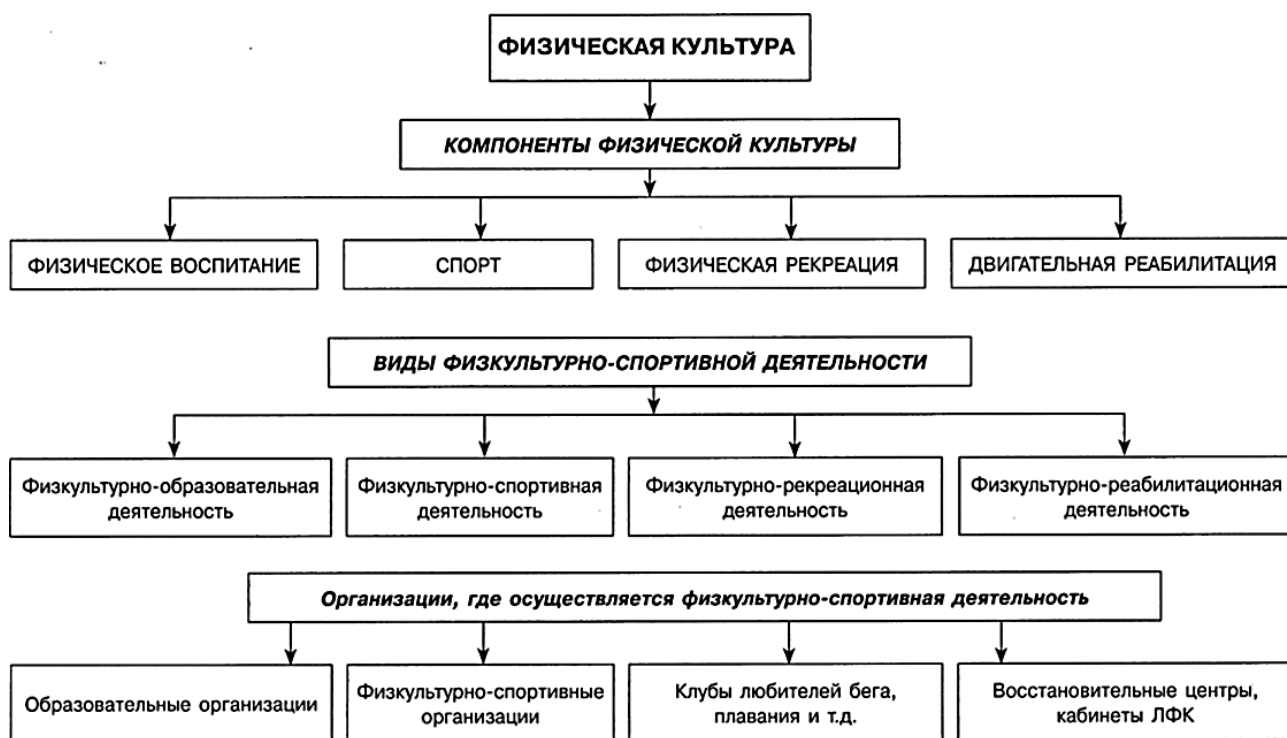 ФИЗИЧЕСКАЯ КУЛЬТУРА
КОМПОНЕНТЫ ФИЗИЧЕСКОЙ КУЛЬТУРЫ
ФИЗИЧЕСКОЕ ВОСПИТАНИЕ
СПОРТ
ФИЗИЧЕСКАЯ РЕКРЕАЦИЯ
ДВИГАТЕЛЬНАЯ РЕАБИЛИТАЦИЯ
ВИДЫ ФИЗКУЛЬТУРНО-СПОРТИВНОЙ ДЕЯТЕЛЬНОСТИ
Физкультурно-образовательная
деятельность
Физкультурно-спортивная
деятельность
Физкультурно-рекреационная
деятельность
Физкультурно-реабилитационная
деятельность
Организации, где осуществляется физкультурно-спортивная деятельность
Образовательные организации
Физкультурно-спортивные
организации
Клубы любителей бега,
плавания и т.д.
Восстановительные центры,
кабинеты ЛФК